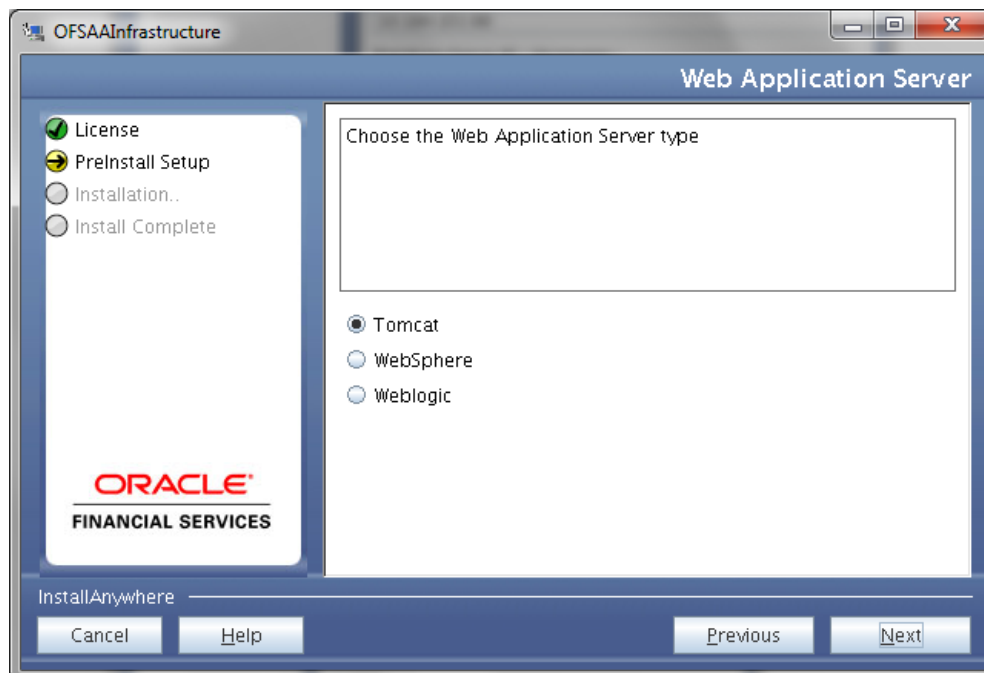 OFSAAInfrastructure
Web Application Server
License
PreInstall Setup
Installation..
Install Complete
Choose the Web Application Server type
Tomcat
WebSphere
Weblogic
ORACLE
FINANCIAL SERVICES
InstallAnywhere
Cancel
Help
Previous
Next